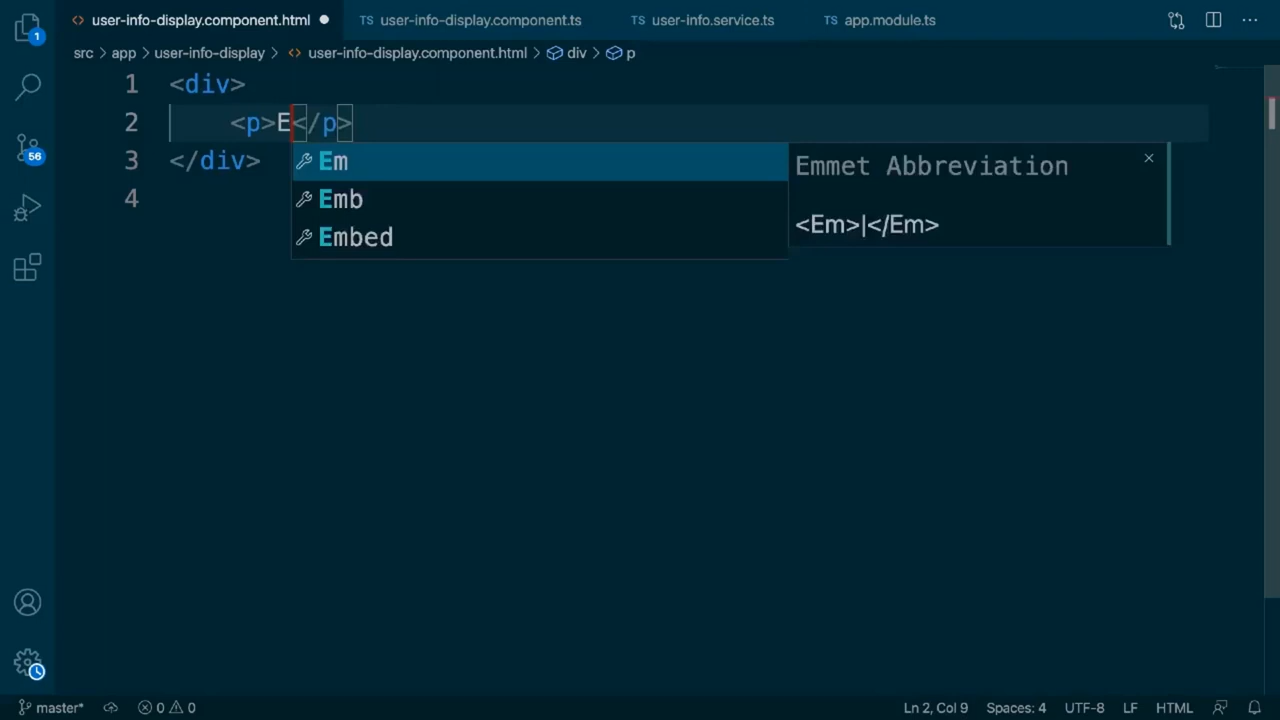 user-info-display.component.html
TS user-info-display.component.ts
TS user-info.service.ts
TS app.module.ts
1
src > app > user-info-display > <> user-info-display.component.html > div > p
1 <div>
2 <p>E</p>
3 </div>
4
Em
Emb
Embed
Emmet Abbreviation
<Em>|</Em>
56
master*
0 0
Ln 2, Col 9
Spaces: 4
UTF-8
LF
HTML